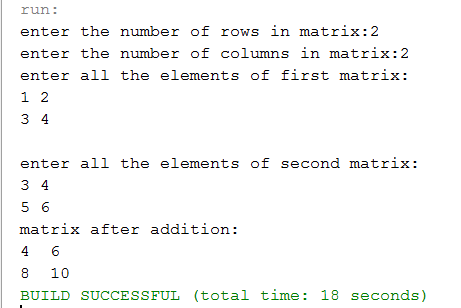 run:
enter the number of rows in matrix:2
enter the number of columns in matrix:2
enter all the elements of first matrix:
1 2
3 4

enter all the elements of second matrix:
3 4
5 6
matrix after addition:
4  6
8  10
BUILD SUCCESSFUL (total time: 18 seconds)